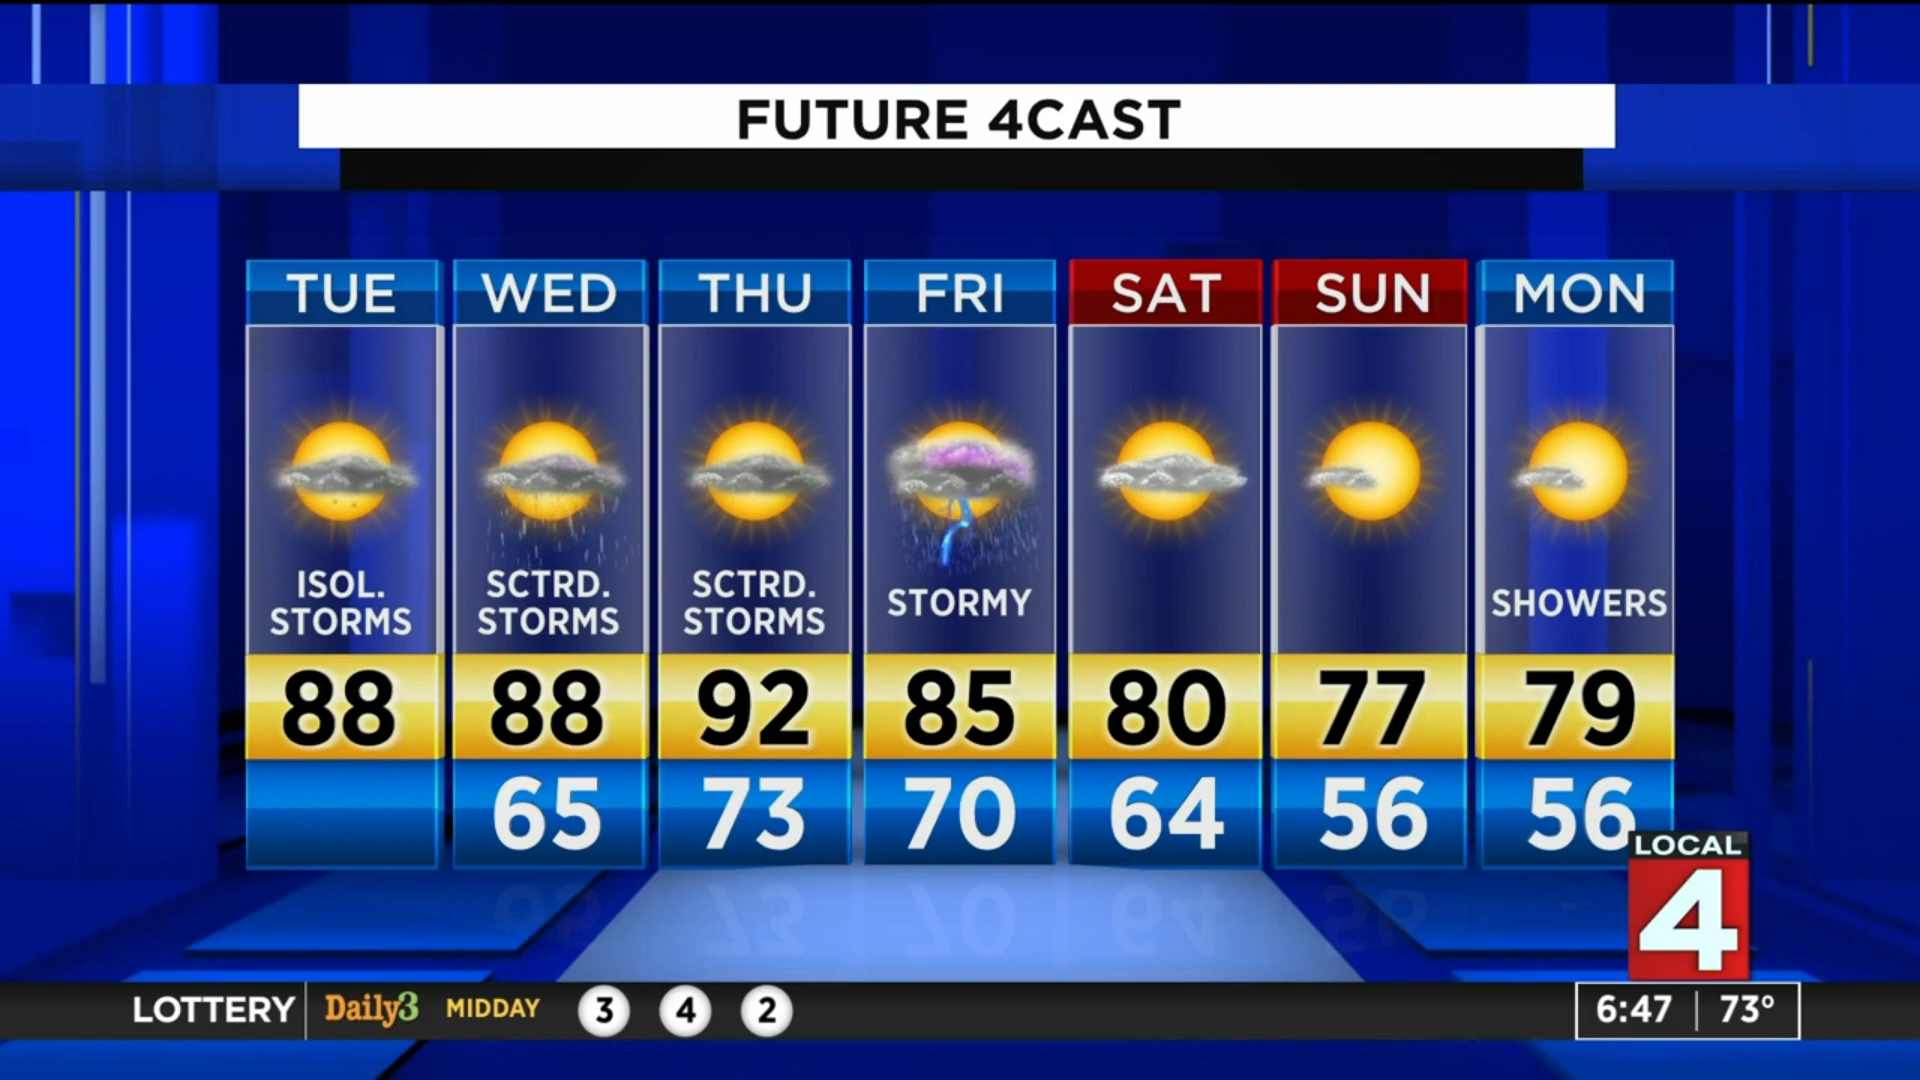 FUTURE 4CAST
TUE WED THU FRI SAT SUN MON
ISOL. STORMS
SCTRD. STORMS
SCTRD. STORMS
STORMY
SHOWERS
88 88 92 85 80 77 79
65 73 70 64 56 56
LOCAL
4
LOTTERY Daily3 MIDDAY 3 4 2
6:47 73°